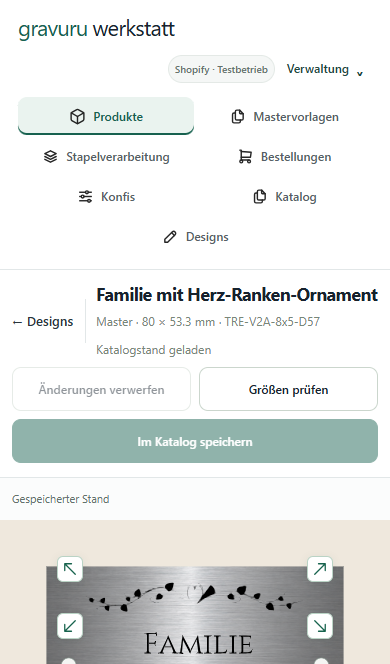 gravuru werkstatt
Shopify · Testbetrieb
Verwaltung
Produkte
Mastervorlagen
Stapelverarbeitung
Bestellungen
Konfis
Katalog
Designs
← Designs
Familie mit Herz-Ranken-Ornament
Master · 80 × 53.3 mm · TRE-V2A-8x5-D57
Katalogstand geladen
Änderungen verwerfen
Größen prüfen
Im Katalog speichern
Gespeicherter Stand
FAMILIE